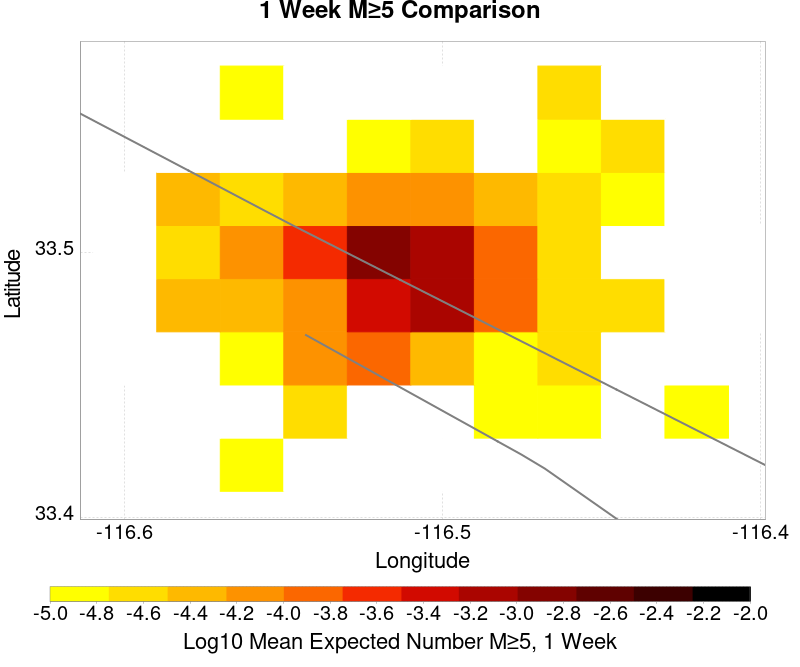 1 Week M≥5 Comparison
Latitude
33.5
33.4
-116.6 -116.5 -116.4
Longitude
-5.0 -4.8 -4.6 -4.4 -4.2 -4.0 -3.8 -3.6 -3.4 -3.2 -3.0 -2.8 -2.6 -2.4 -2.2 -2.0
Log10 Mean Expected Number M≥5, 1 Week